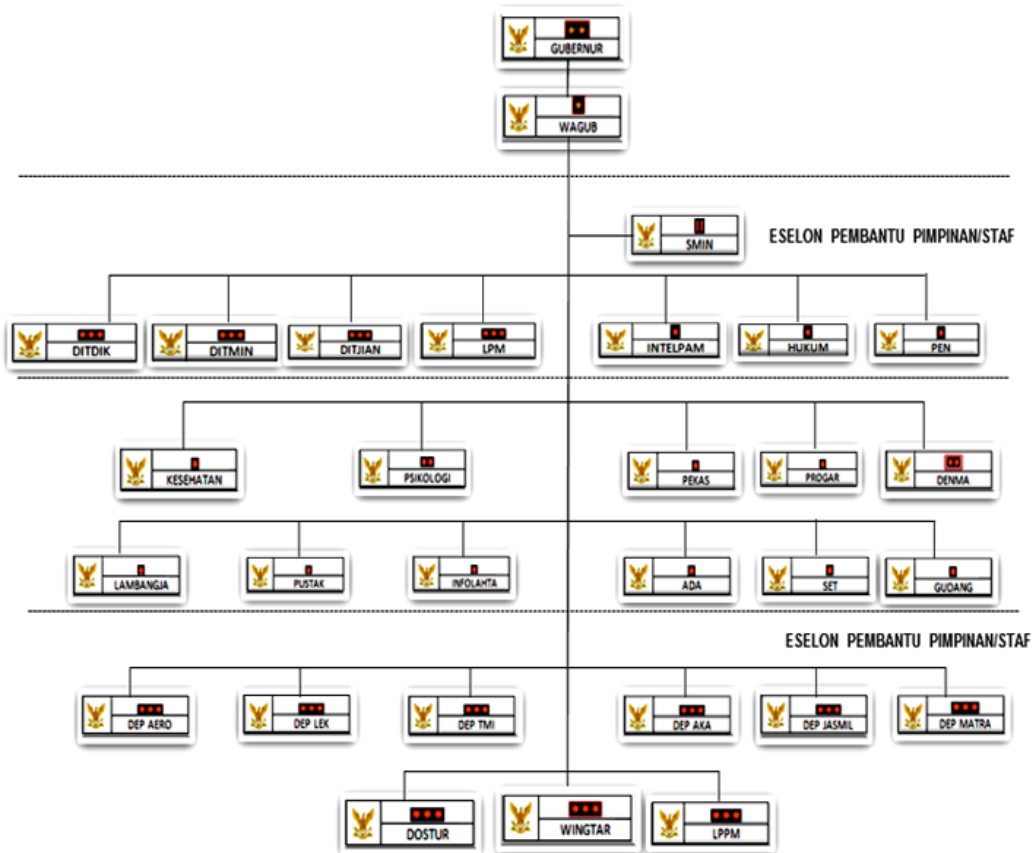 GUBERNUR
WAGUB
SMIN
ESELON PEMBANTU PIMPINAN/STAF
DITDIK
DITMIN
DITJIAN
LPM
INTELPAM
HUKUM
PEN
KESEHATAN
PSIKOLOGI
PEKAS
PROGAR
DENMA
LAMBANGJA
PUSTAK
INFOLAHTA
ADA
SET
GUDANG
ESELON PEMBANTU PIMPINAN/STAF
DEP AERO
DEP LEK
DEP TMI
DEP AKA
DEP JASMIL
DEP MATRA
DOSTUR
WINGTAR
LPPM